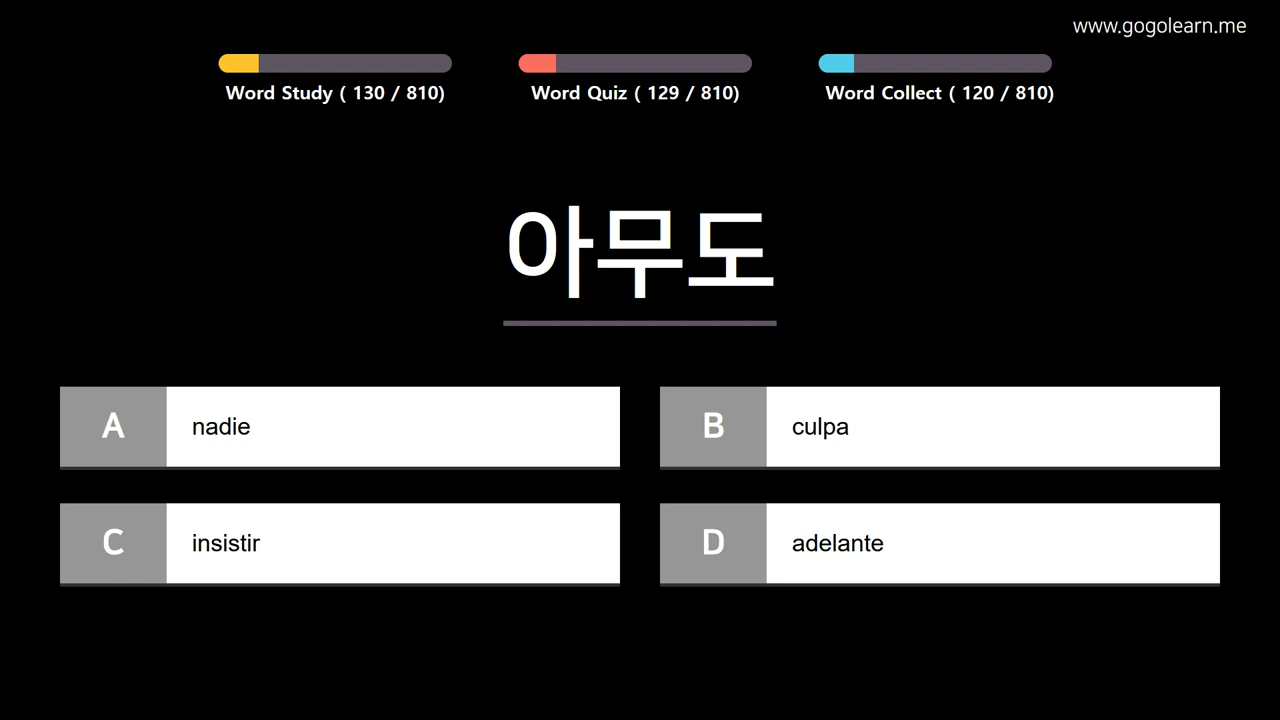 www.gogolearn.me
Word Study ( 130 / 810)
Word Quiz ( 129 / 810)
Word Collect ( 120 / 810)
아무도
A nadie
B culpa
C insistir
D adelante